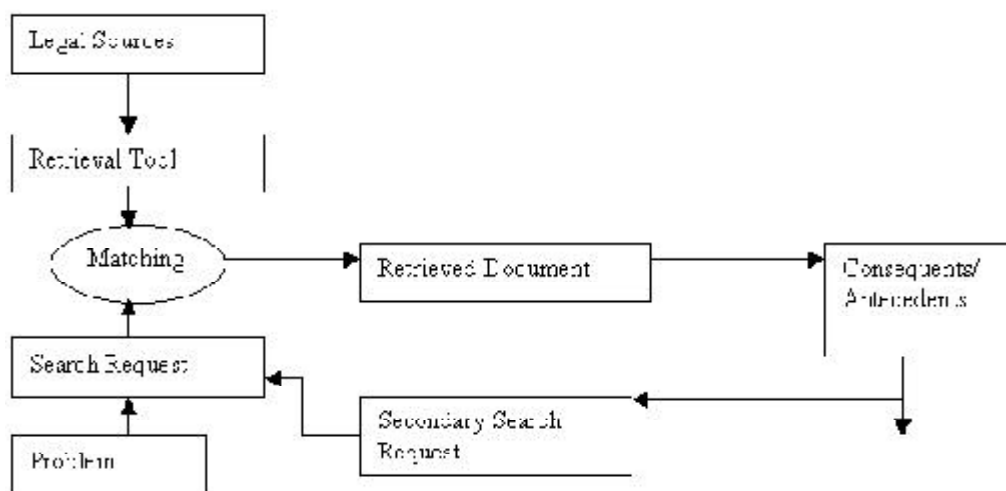 Legal Sources
Retrieval Tool
Matching
Retrieved Document
Consequents/
Antecedents
Search Request
Secondary Search
Request
Problem